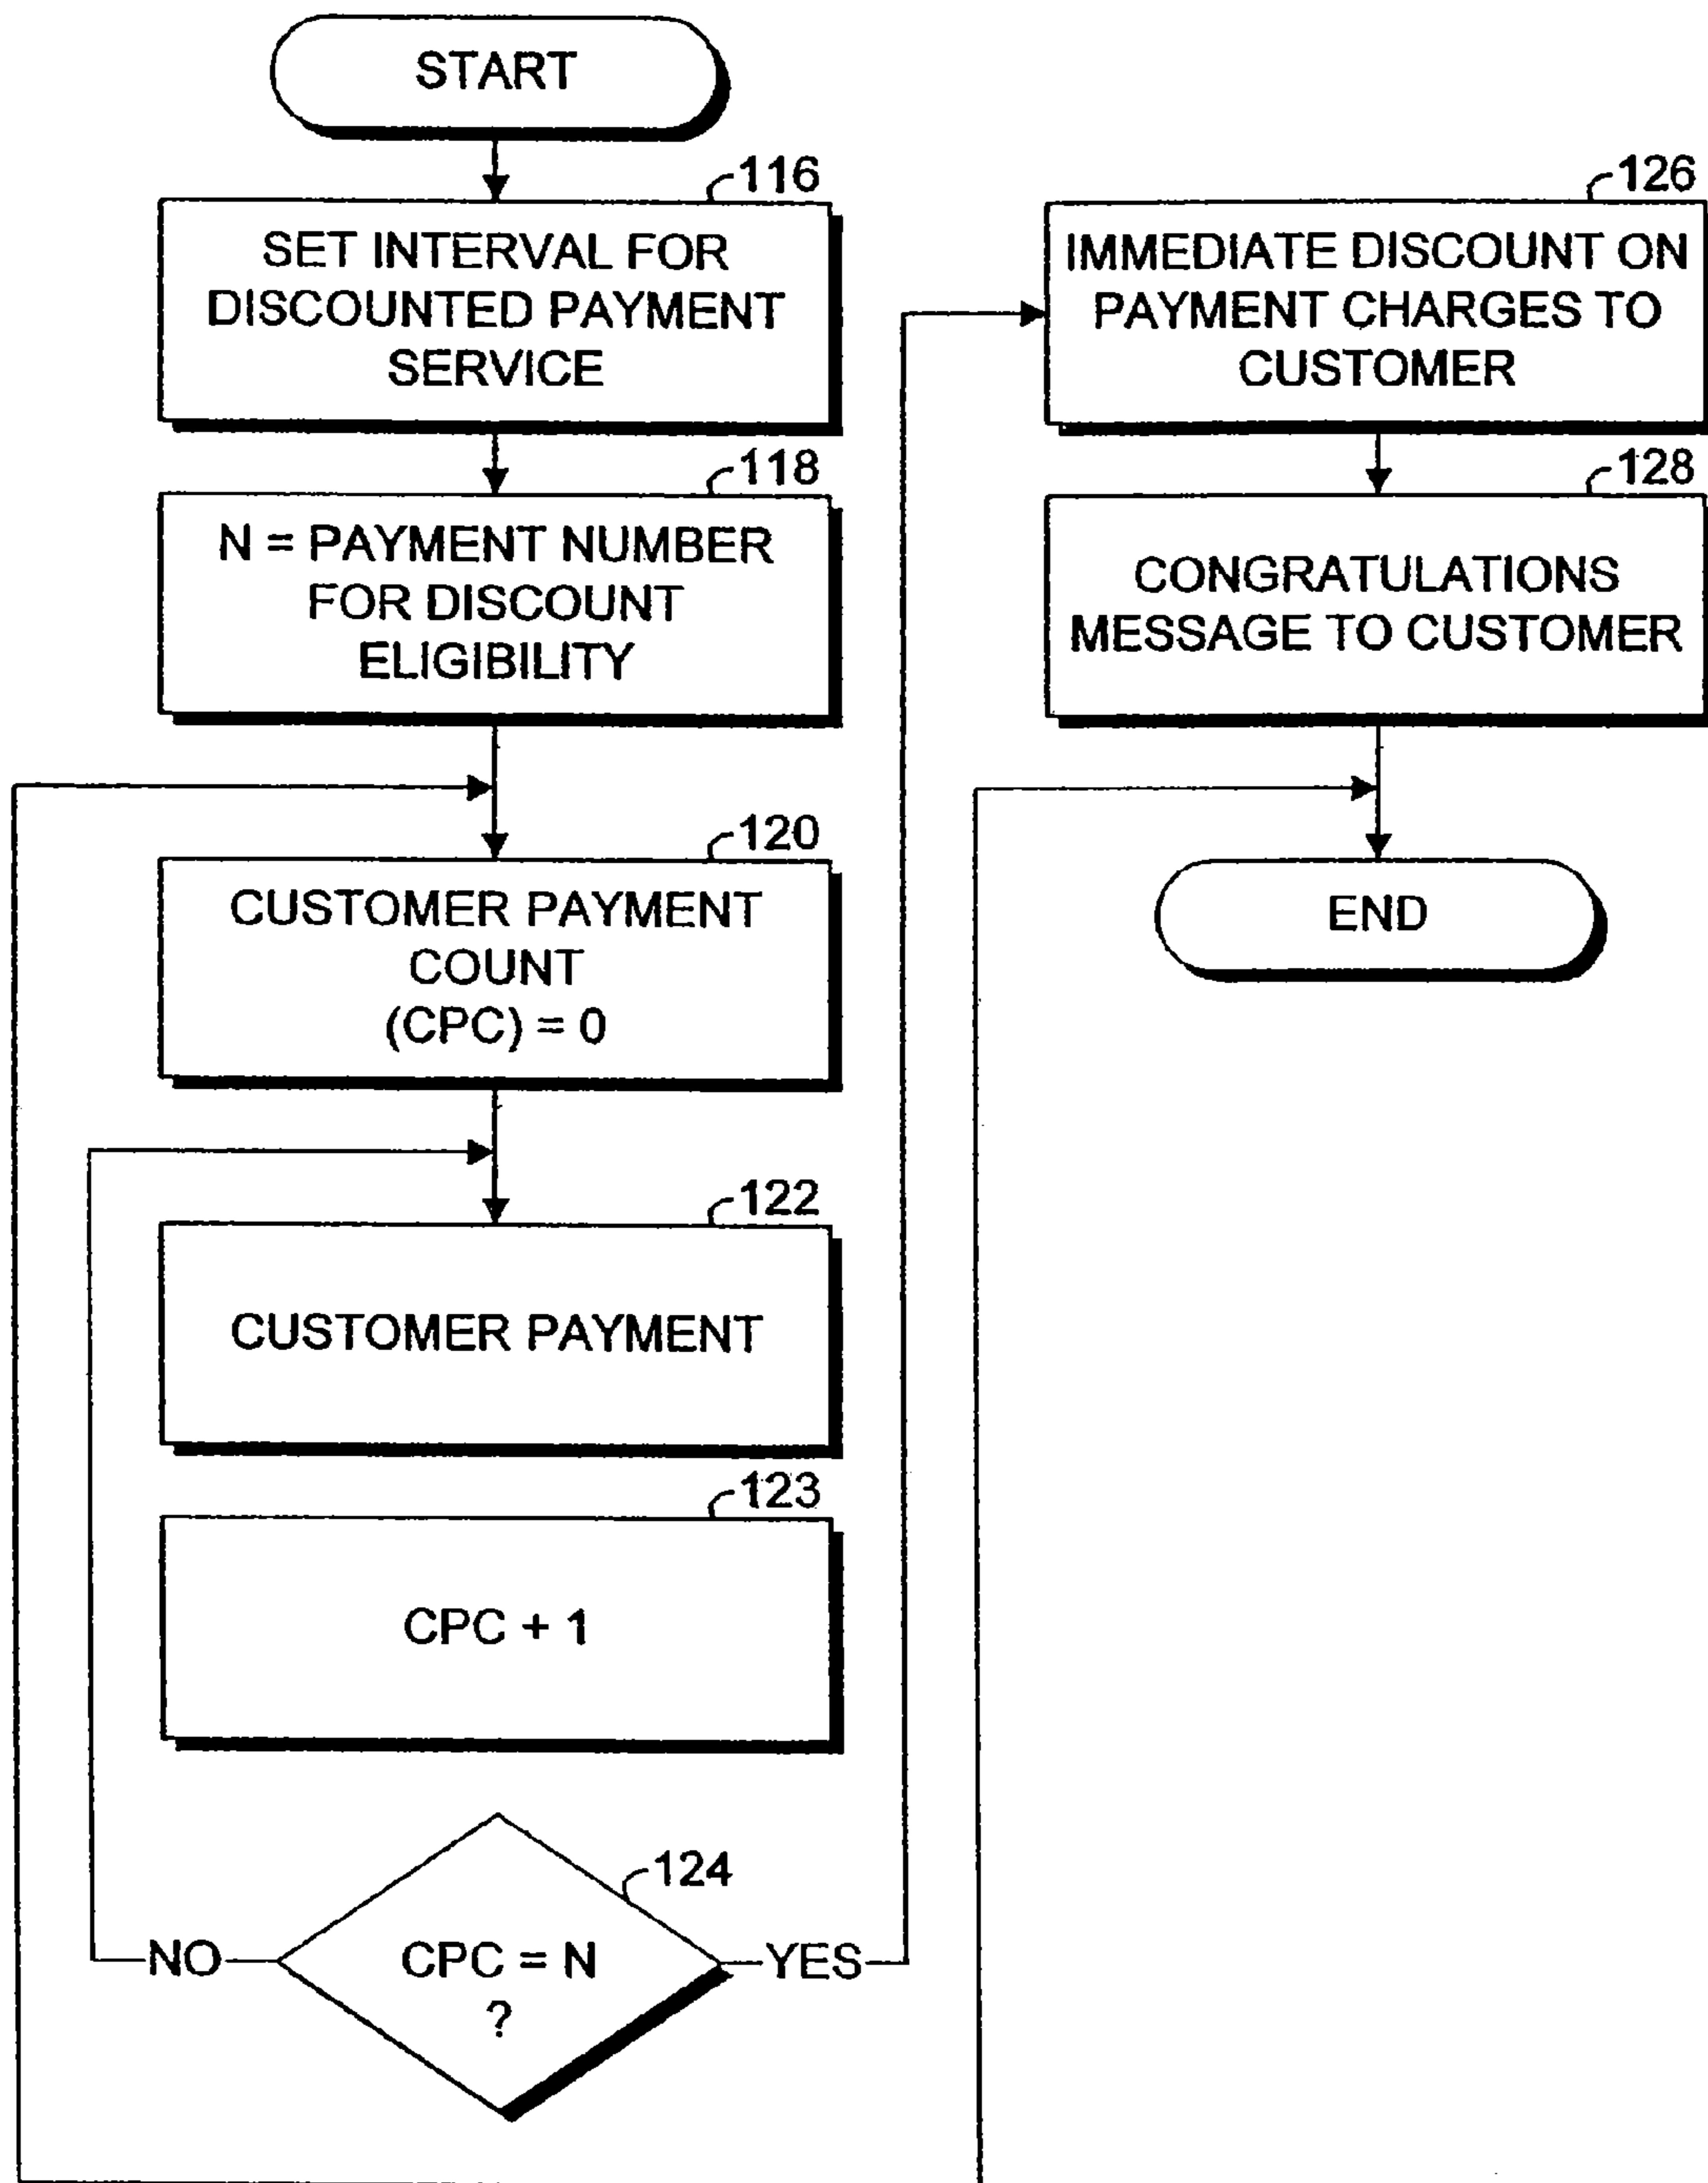 START
116
SET INTERVAL FOR
DISCOUNTED PAYMENT
SERVICE
118
N = PAYMENT NUMBER
FOR DISCOUNT
ELIGIBILITY
120
CUSTOMER PAYMENT
COUNT
(CPC) = 0
122
CUSTOMER PAYMENT
123
CPC + 1
124
CPC = N
?
NO
YES
126
IMMEDIATE DISCOUNT ON
PAYMENT CHARGES TO
CUSTOMER
128
CONGRATULATIONS
MESSAGE TO CUSTOMER
END